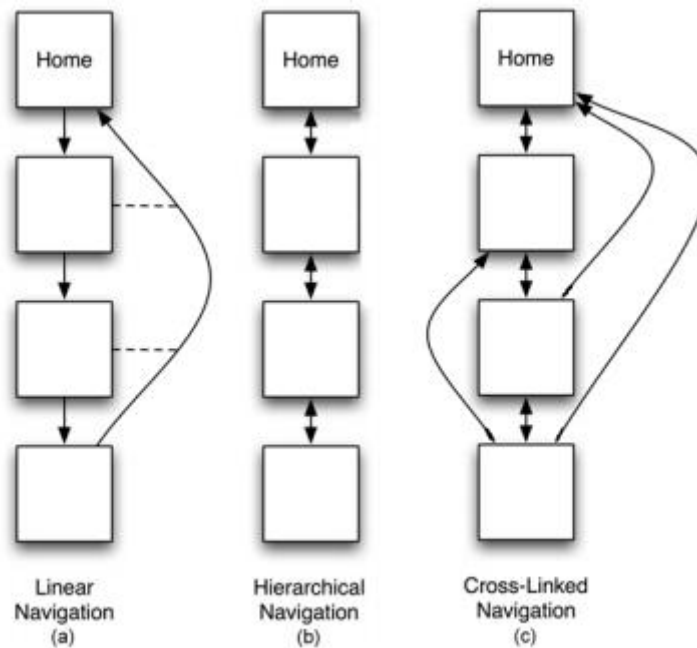 Home
Home
Home
Linear
Navigation
(a)
Hierarchical
Navigation
(b)
Cross-Linked
Navigation
(c)